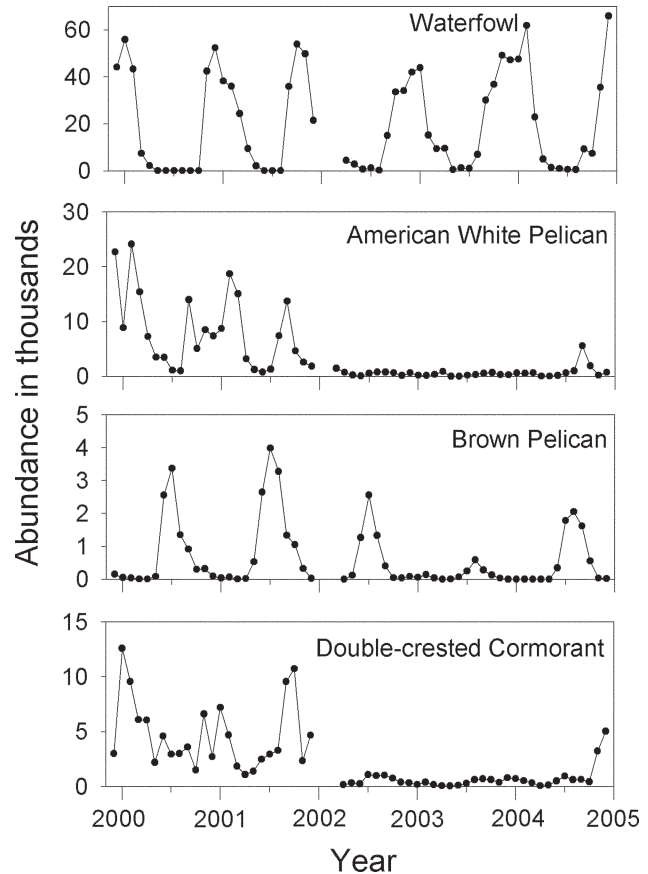 Waterfowl
60
40
20
0
American White Pelican
30
20
10
0
Brown Pelican
5
4
3
2
1
0
Double-crested Cormorant
15
10
5
0
Abundance in thousands
2000 2001 2002 2003 2004 2005
Year